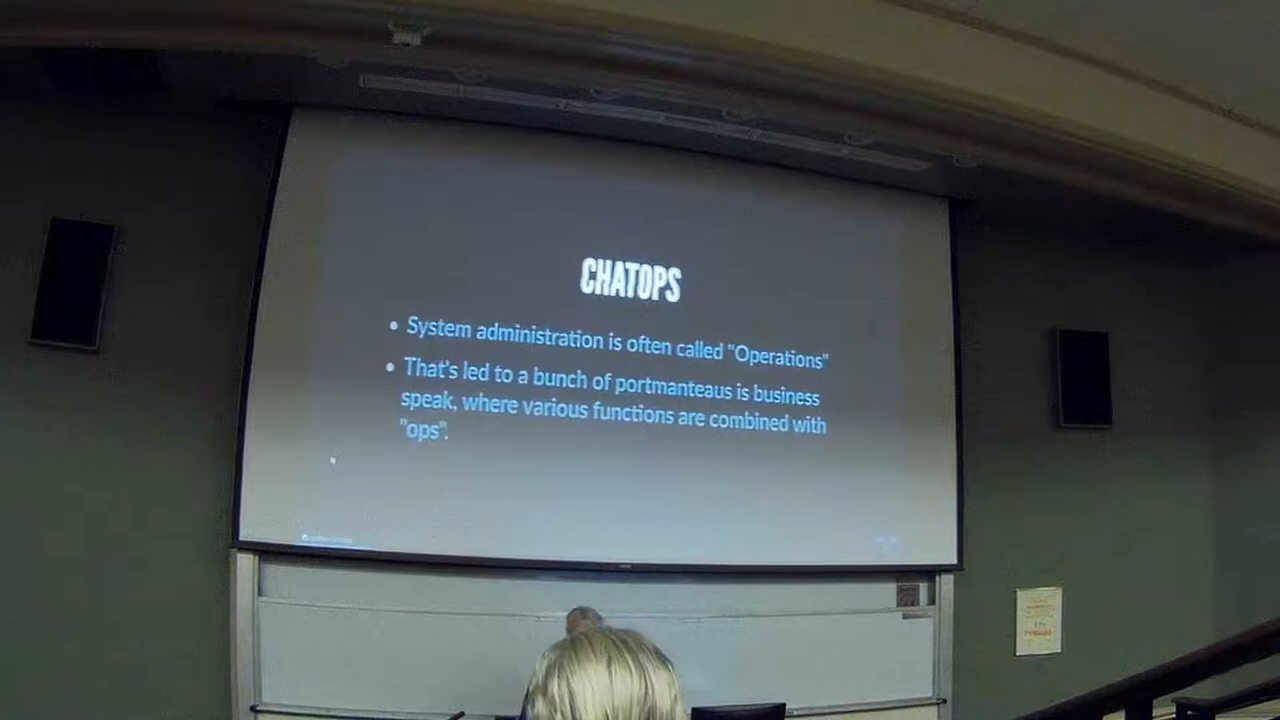 CHATOPS
• System administration is often called "Operations"
• That's led to a bunch of portmanteaus is business
speak, where various functions are combined with
"ops".